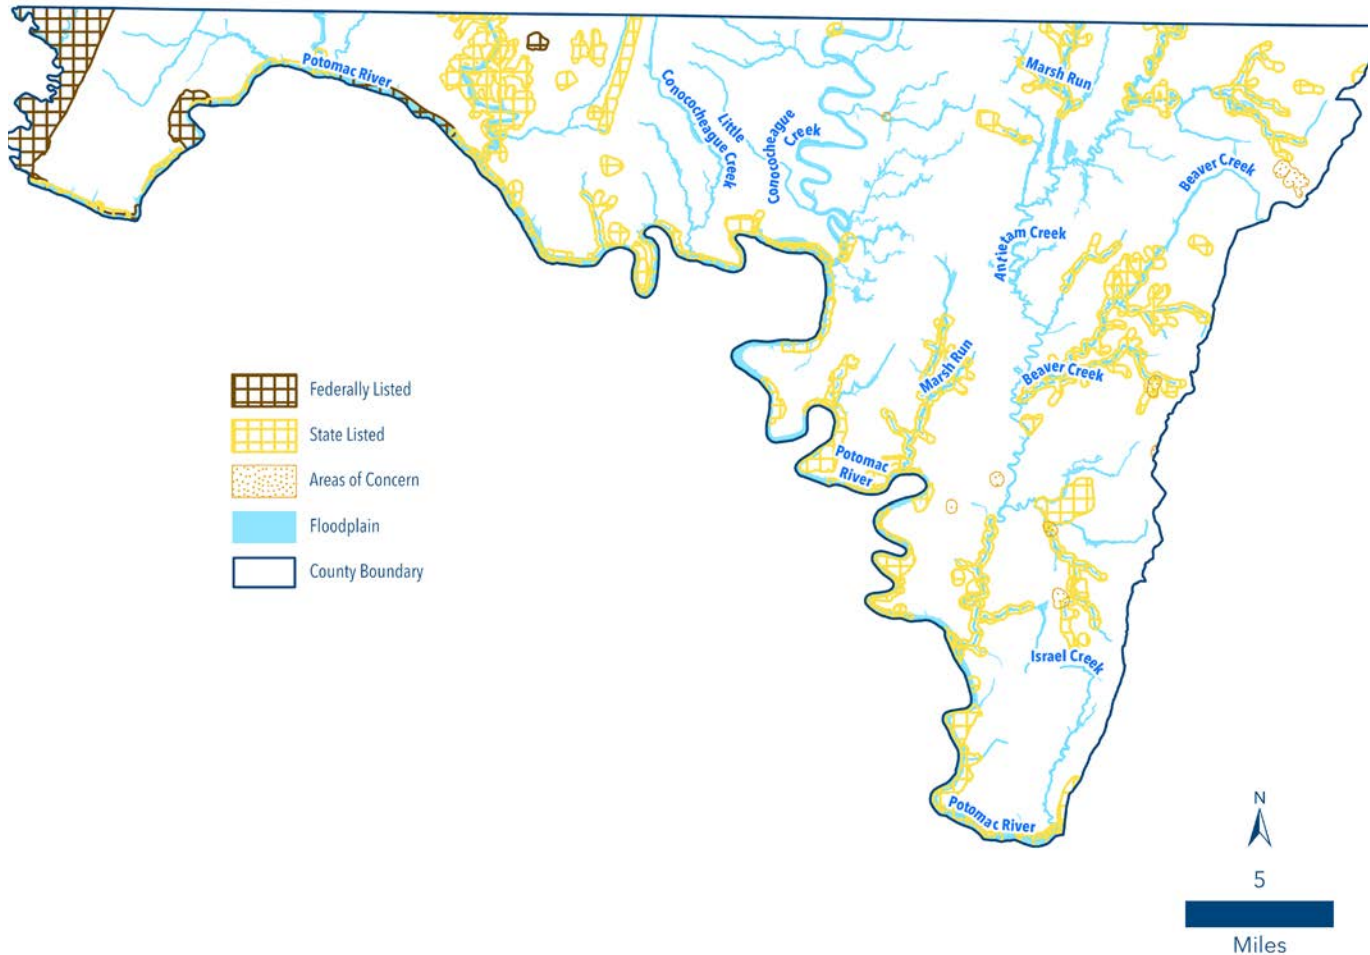 Potomac River
Marsh Run
Conococheague Creek
Little
Conococheague
Creek
Beaver Creek
Antietam Creek
Federally Listed
State Listed
Areas of Concern
Floodplain
County Boundary
Marsh Run
Beaver Creek
Potomac
River
Israel Creek
Potomac River
N
5
Miles